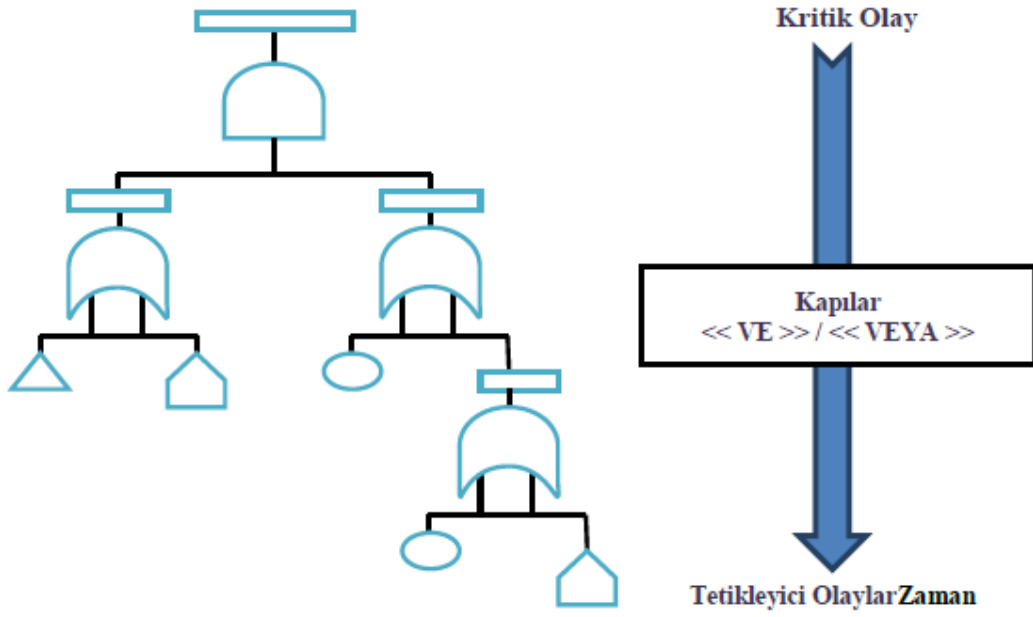 Kritik Olay
Kapılar
<< VE >> / << VEYA >>
Tetikleyici OlaylarZaman